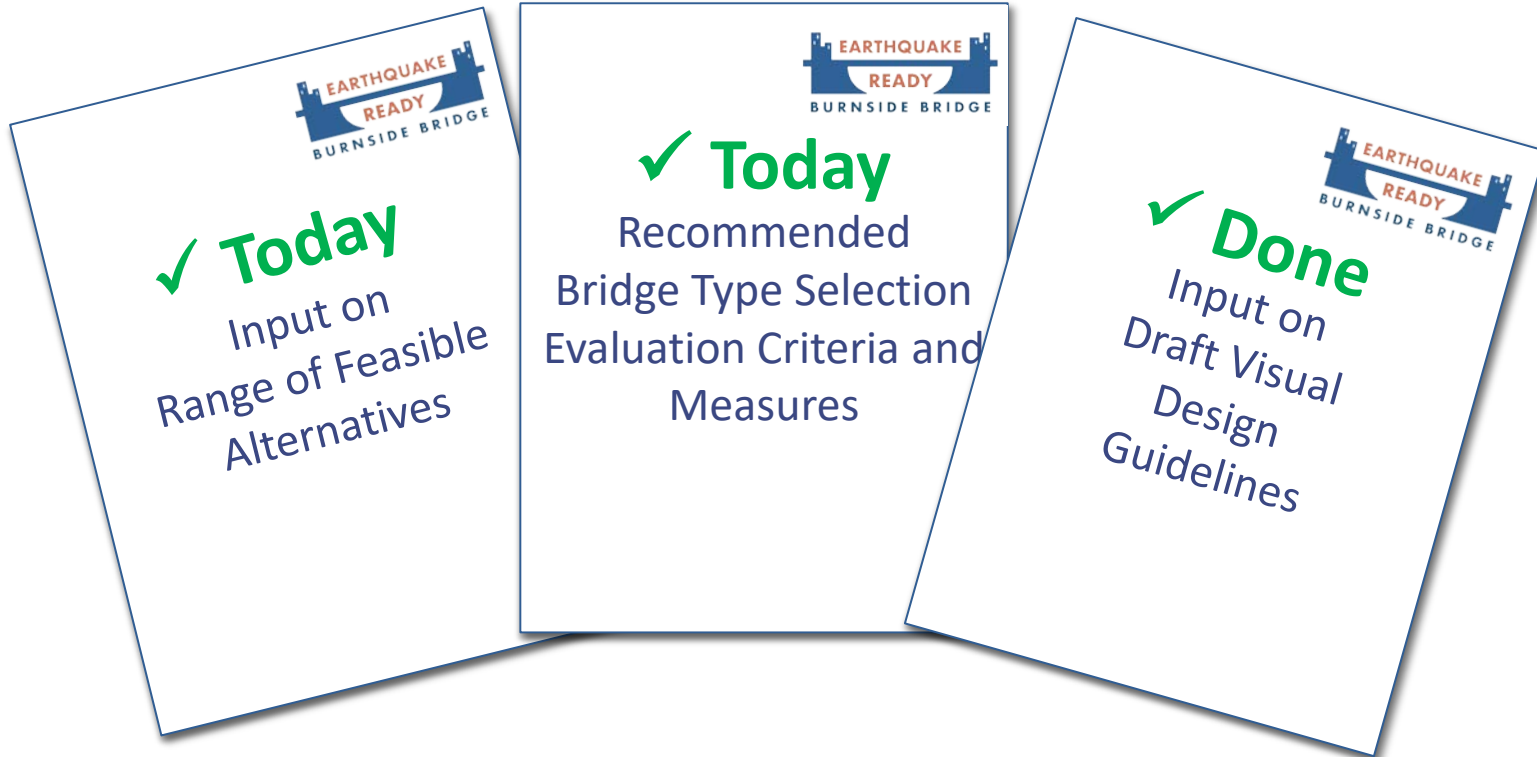 EARTHQUAKE
READY
BURNSIDE BRIDGE
✓ Today
Input on
Range of Feasible
Alternatives
EARTHQUAKE
READY
BURNSIDE BRIDGE
✓ Today
Recommended
Bridge Type Selection
Evaluation Criteria and
Measures
EARTHQUAKE
READY
BURNSIDE BRIDGE
✓ Done
Input on
Draft Visual
Design
Guidelines